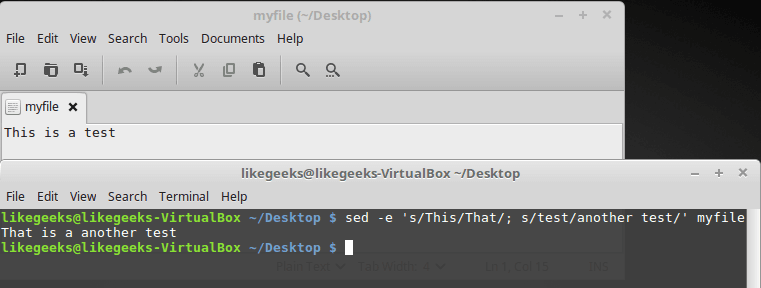 myfile (~/Desktop)
File Edit View Search Tools Documents Help
myfile
This is a test
likegeeks@likegeeks-VirtualBox ~/Desktop
File Edit View Search Terminal Help
likegeeks@likegeeks-VirtualBox ~/Desktop $ sed -e 's/This/That/; s/test/another test/' myfile
That is a another test
likegeeks@likegeeks-VirtualBox ~/Desktop $
Plain Text Tab Width: 4 Ln 1, Col 15 INS